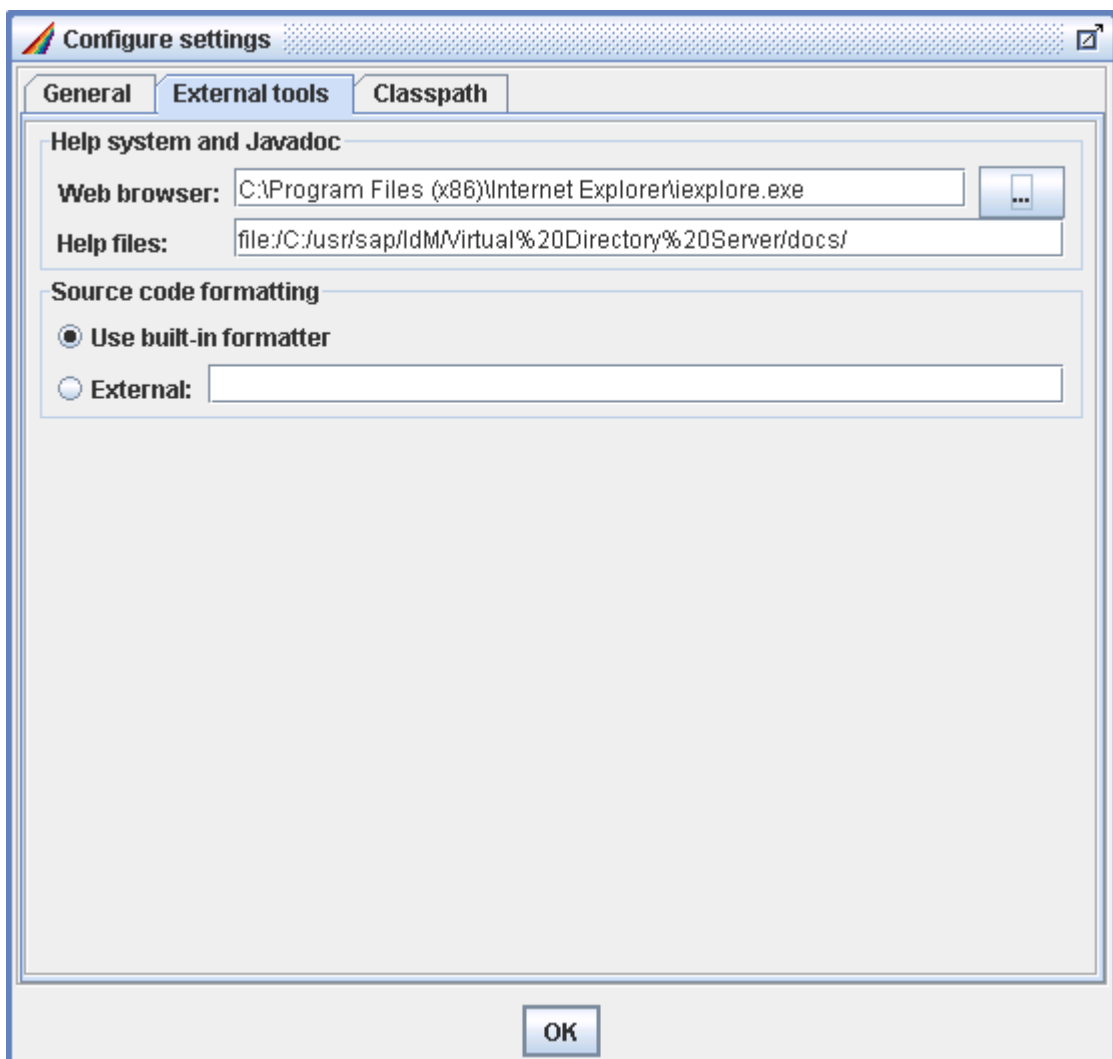 Configure settings
General External tools Classpath
Help system and Javadoc
Web browser: C:\Program Files (x86)\Internet Explorer\iexplore.exe ...
Help files: file:/C:/usr/sap/IdM/Virtual%20Directory%20Server/docs/
Source code formatting
Use built-in formatter
External:
OK